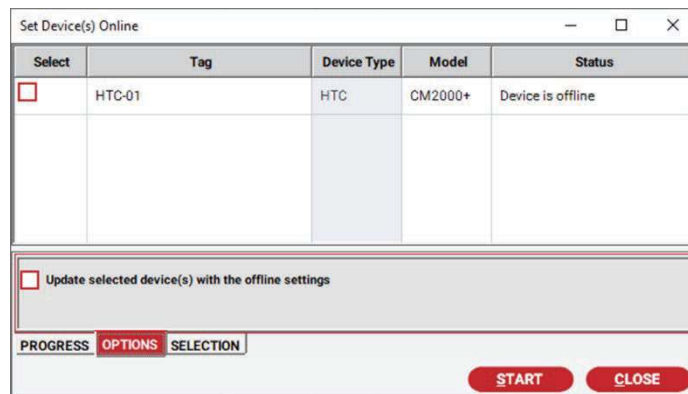 Set Device(s) Online
Select Tag Device Type Model Status
HTC-01 HTC CM2000+ Device is offline
Update selected device(s) with the offline settings
PROGRESS OPTIONS SELECTION
START CLOSE